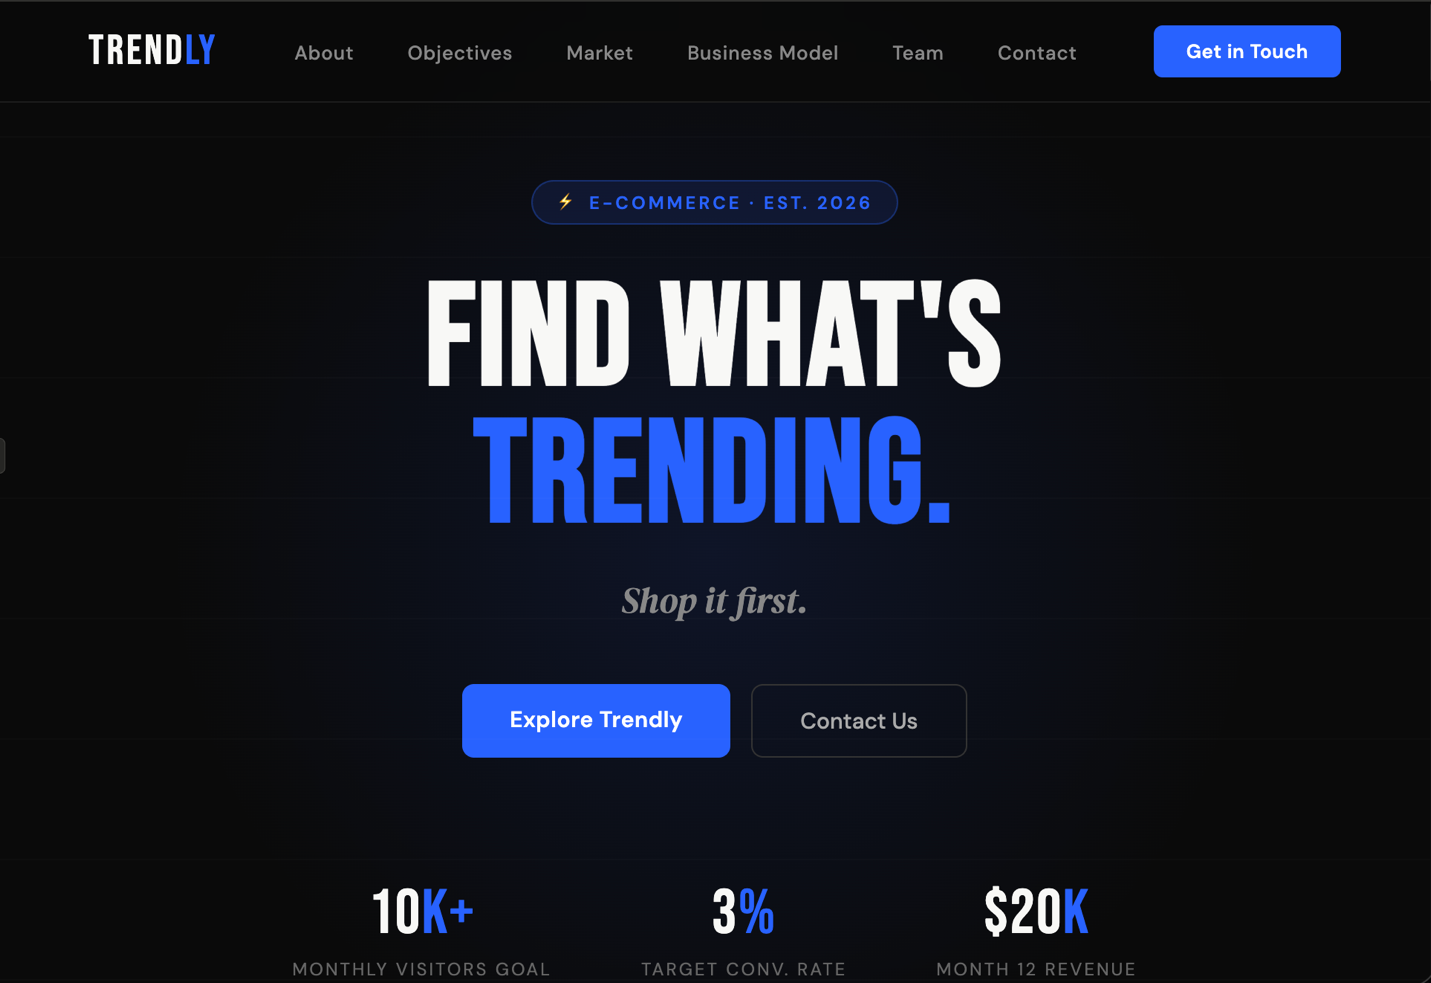 TRENDLY
About
Objectives
Market
Business Model
Team
Contact
Get in Touch
⚡ E-COMMERCE · EST. 2026
FIND WHAT'S
TRENDING.
Shop it first.
Explore Trendly
Contact Us
10K+
MONTHLY VISITORS GOAL
3%
TARGET CONV. RATE
$20K
MONTH 12 REVENUE